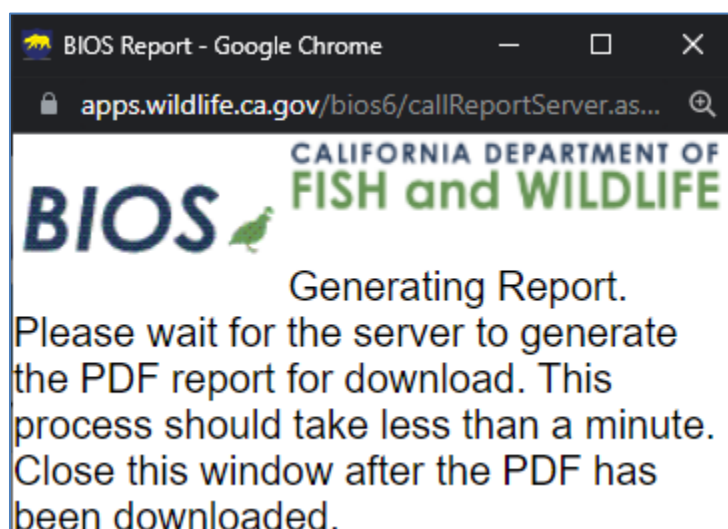 BIOS Report - Google Chrome
apps.wildlife.ca.gov/bios6/callReportServer.as...
CALIFORNIA DEPARTMENT OF
FISH and WILDLIFE
BIOS
Generating Report.
Please wait for the server to generate
the PDF report for download. This
process should take less than a minute.
Close this window after the PDF has
been downloaded.